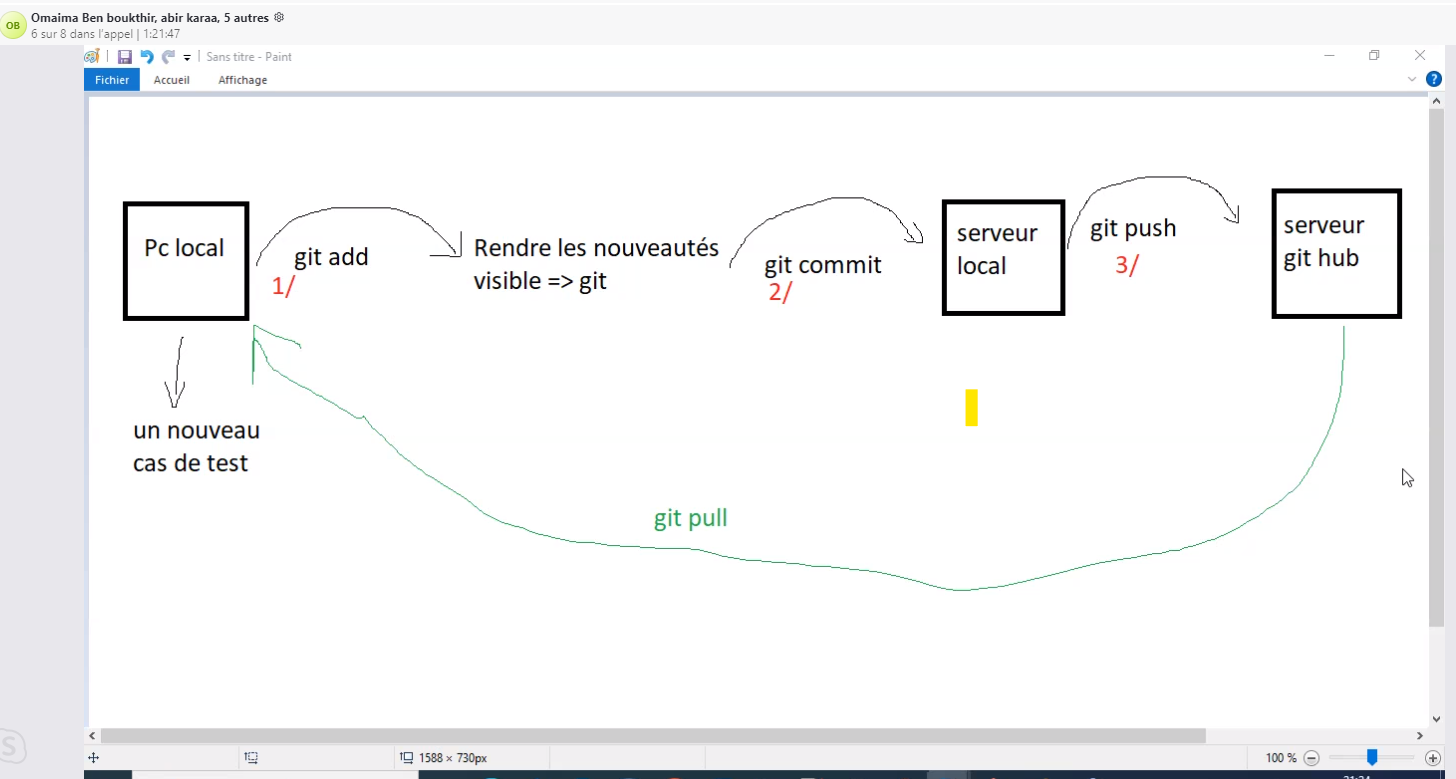 OB
Omaima Ben boukthir, abir karaa, 5 autres
6 sur 8 dans l'appel | 1:21:47
Sans titre - Paint
Fichier Accueil Affichage
?
Pc local
git add
1/
Rendre les nouveautés
visible => git
git commit
2/
serveur
local
git push
3/
serveur
git hub
un nouveau
cas de test
git pull
S
1588 × 730px
100 %